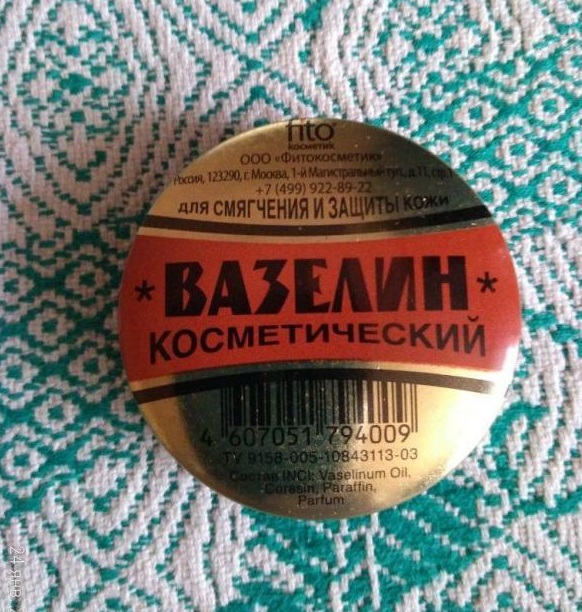 fito
косметик
ООО «Фитокосметик»
Россия, 123290, г. Москва, 1-й Магистральный туп., д.11, стр.1
+7 (499) 922-89-22
ДЛЯ СМЯГЧЕНИЯ И ЗАЩИТЫ КОЖИ
* ВАЗЕЛИН *
КОСМЕТИЧЕСКИЙ
4 607051 794009
ТУ 9158-005-10843113-03
Состав INCI: Vaselinum Oil,
Ceresin, Paraffin,
Parfum
24 янв